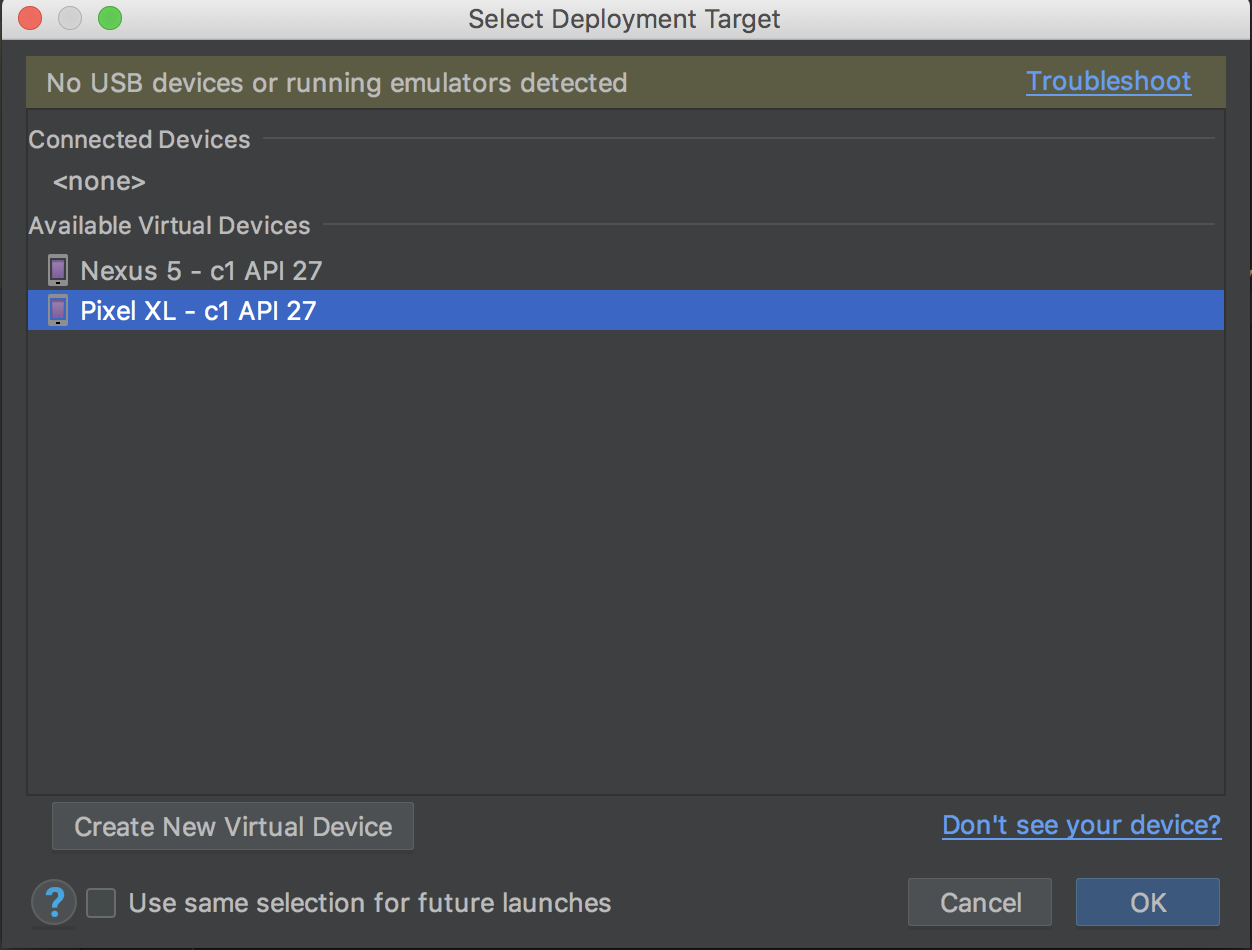 Select Deployment Target
No USB devices or running emulators detected Troubleshoot
Connected Devices
<none>
Available Virtual Devices
Nexus 5 - c1 API 27
Pixel XL - c1 API 27
Create New Virtual Device Don't see your device?
? Use same selection for future launches Cancel OK